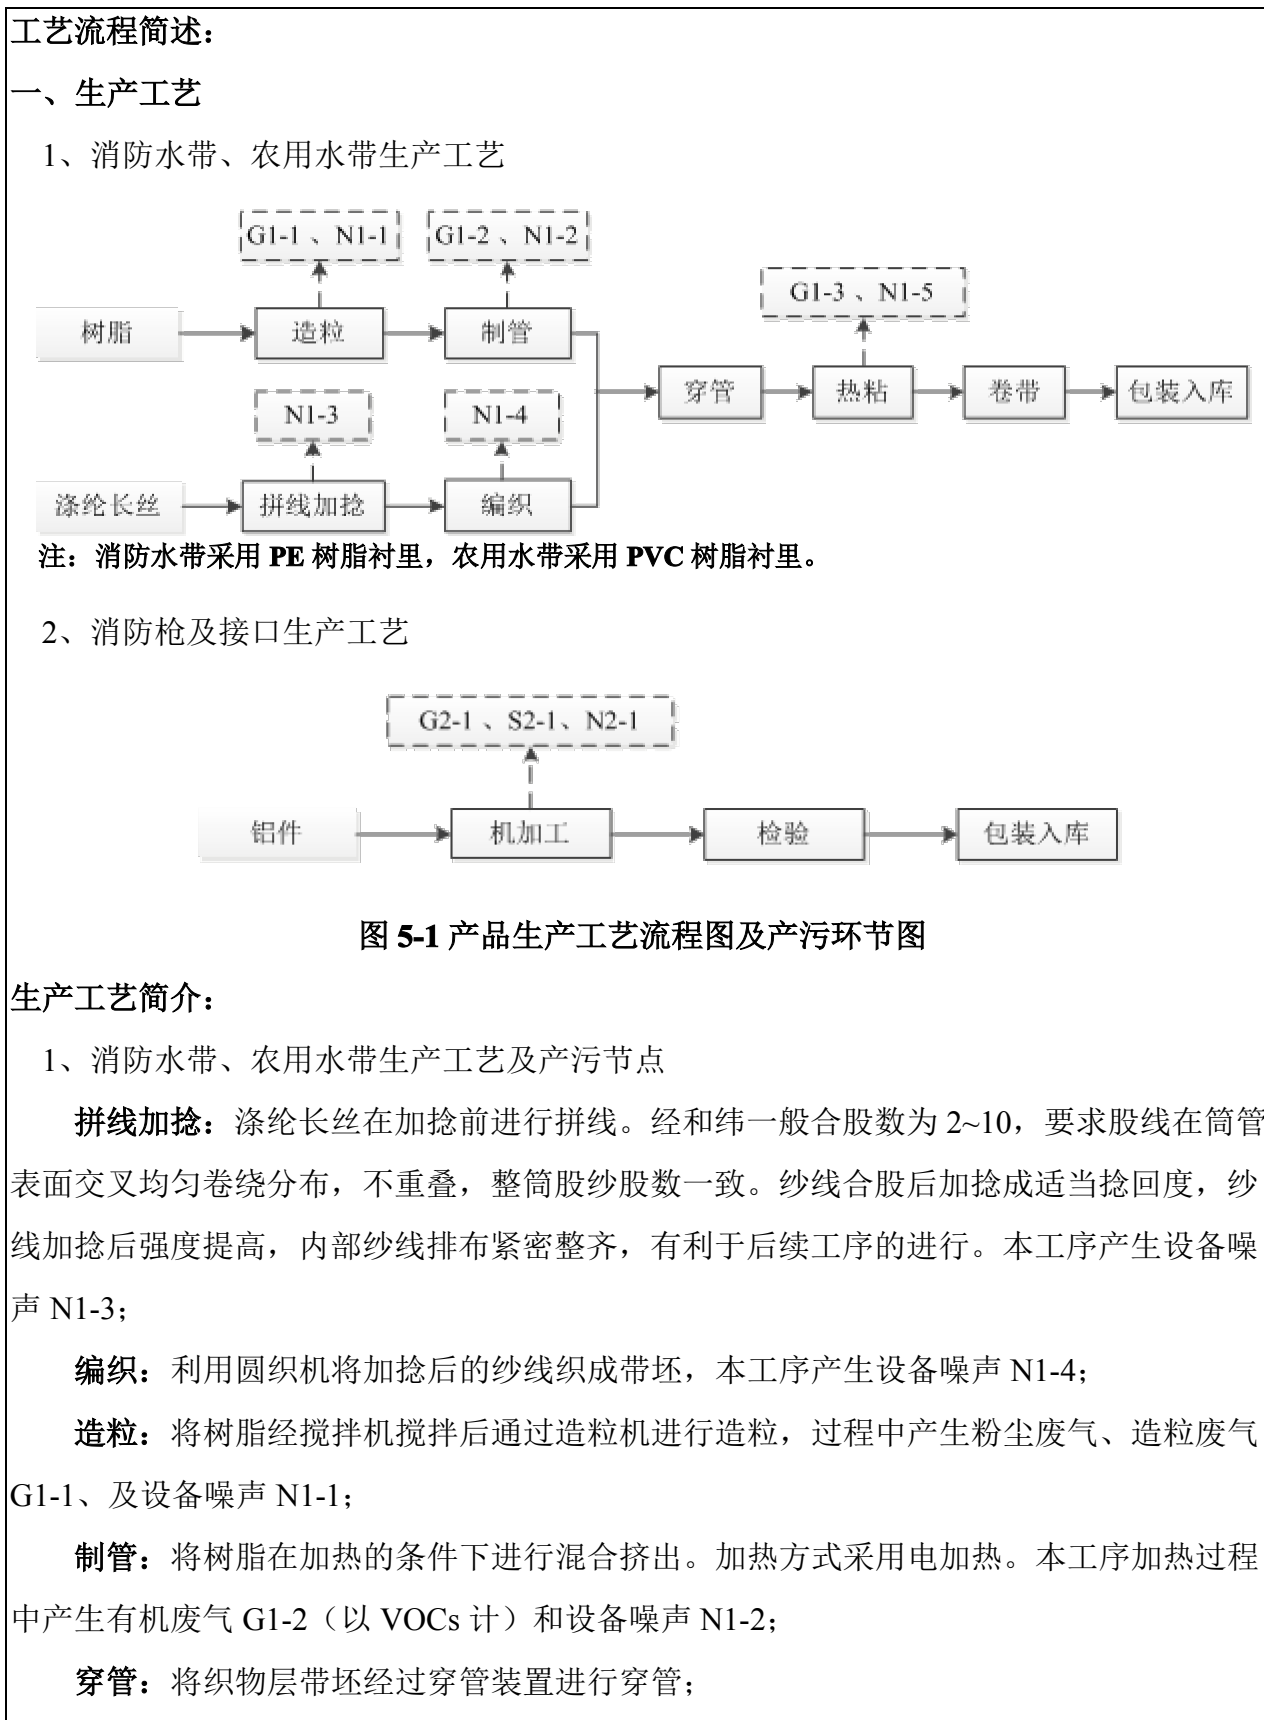 工艺流程简述：
一、生产工艺
1、消防水带、农用水带生产工艺
G1-1 、N1-1
G1-2 、N1-2
G1-3 、N1-5
树脂
造粒
制管
穿管
热粘
卷带
包装入库
N1-3
N1-4
涤纶长丝
拼线加捻
编织
注：消防水带采用 PE 树脂衬里，农用水带采用 PVC 树脂衬里。
2、消防枪及接口生产工艺
G2-1 、S2-1、N2-1
铝件
机加工
检验
包装入库
图 5-1 产品生产工艺流程图及产污环节图
生产工艺简介：
1、消防水带、农用水带生产工艺及产污节点
拼线加捻：涤纶长丝在加捻前进行拼线。经和纬一般合股数为 2~10，要求股线在筒管
表面交叉均匀卷绕分布，不重叠，整筒股纱股数一致。纱线合股后加捻成适当捻回度，纱
线加捻后强度提高，内部纱线排布紧密整齐，有利于后续工序的进行。本工序产生设备噪
声 N1-3；
编织：利用圆织机将加捻后的纱线织成带坯，本工序产生设备噪声 N1-4；
造粒：将树脂经搅拌机搅拌后通过造粒机进行造粒，过程中产生粉尘废气、造粒废气
G1-1、及设备噪声 N1-1；
制管：将树脂在加热的条件下进行混合挤出。加热方式采用电加热。本工序加热过程
中产生有机废气 G1-2（以 VOCs 计）和设备噪声 N1-2；
穿管：将织物层带坯经过穿管装置进行穿管；